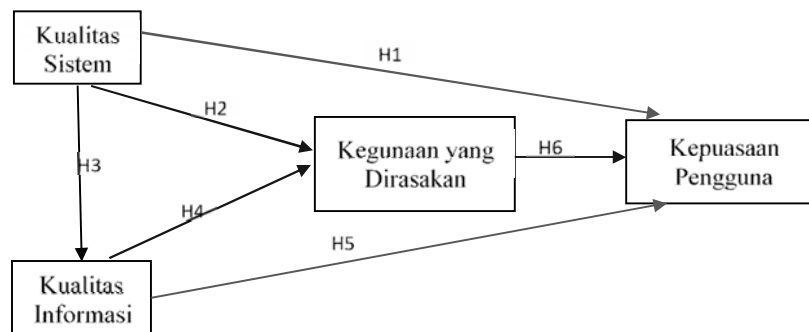 Kualitas
Sistem
H1
H2
H3
Kegunaan yang
Dirasakan
H6
Kepuasaan
Pengguna
H4
H5
Kualitas
Informasi